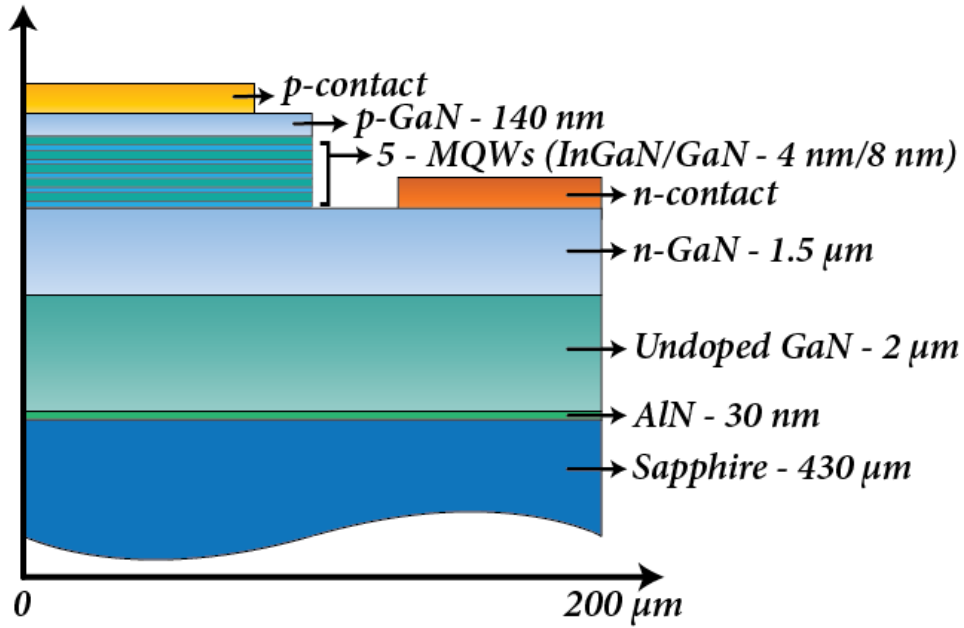 p-contact
p-GaN - 140 nm
5 - MQWs (InGaN/GaN - 4 nm/8 nm)
n-contact
n-GaN - 1.5 µm
Undoped GaN - 2 µm
AlN - 30 nm
Sapphire - 430 µm
0 200 µm